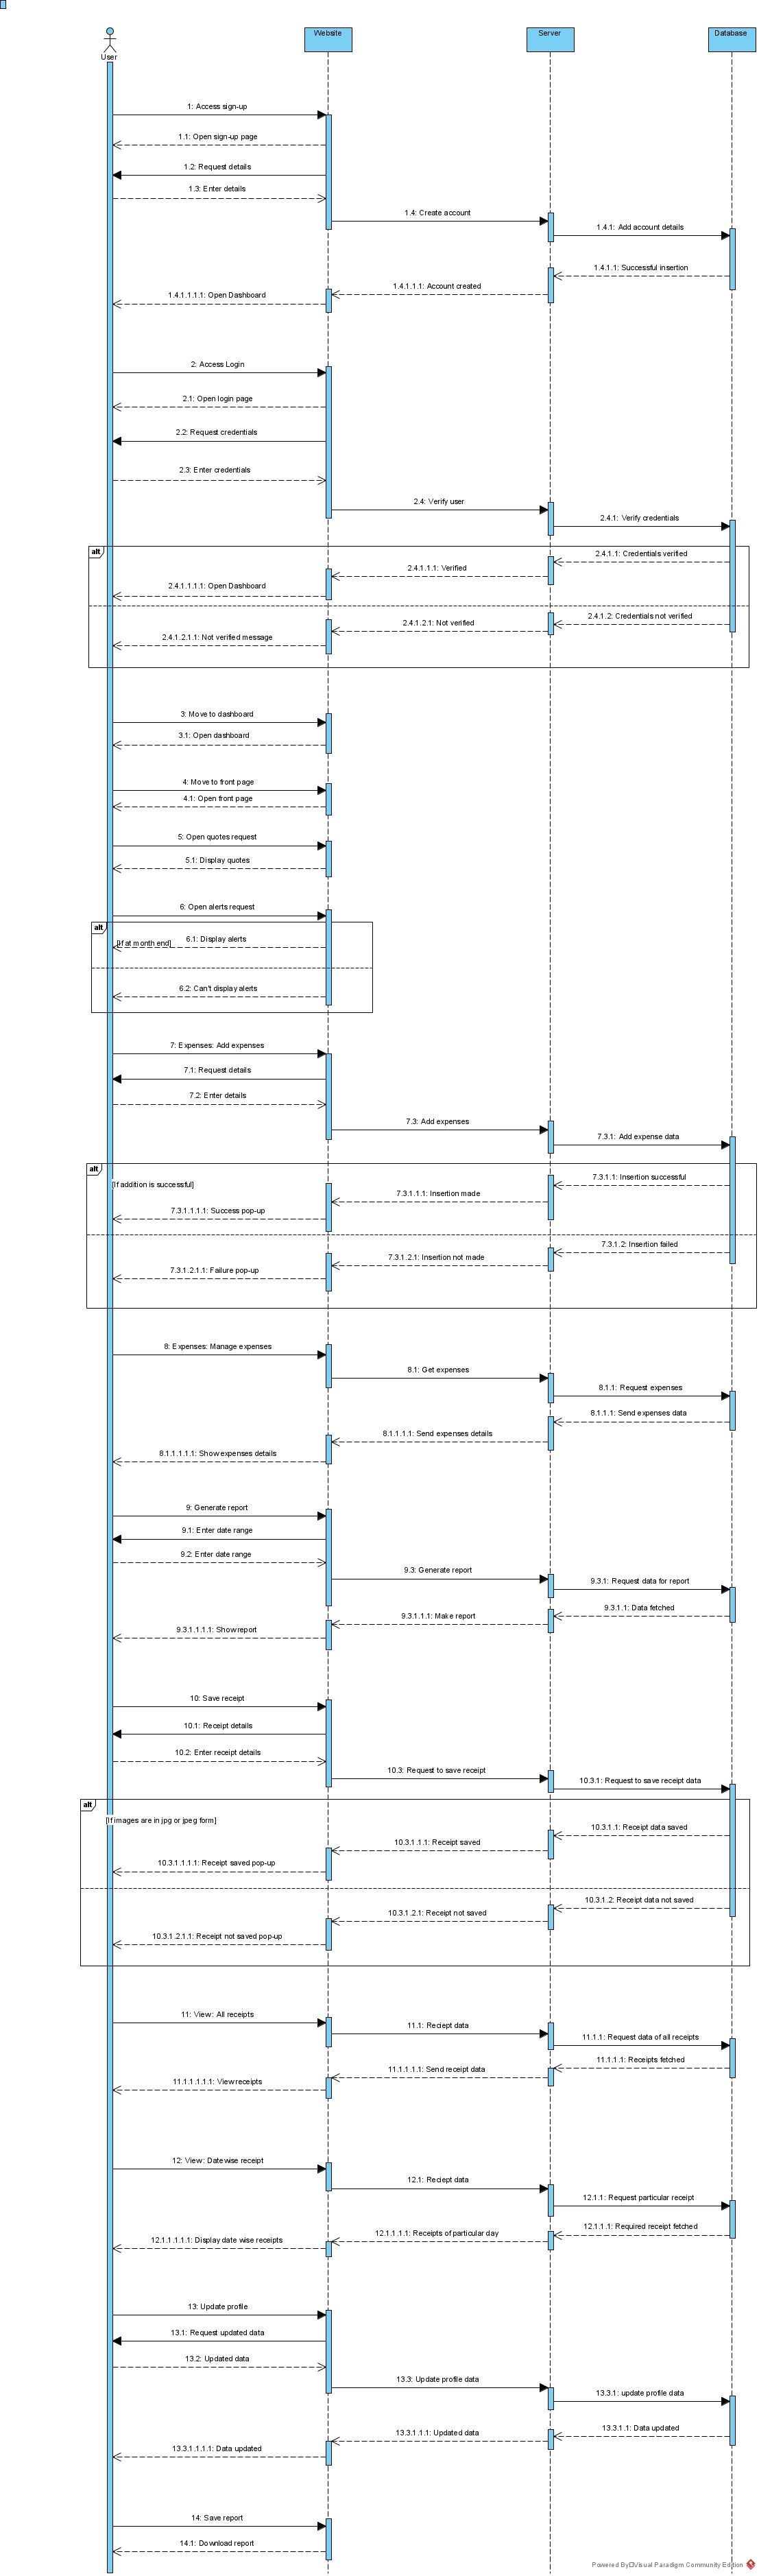 User
Website
Server
Database
1: Access sign-up
1.1: Open sign-up page
1.2: Request details
1.3: Enter details
1.4: Create account
1.4.1: Add account details
1.4.1.1: Successful insertion
1.4.1.1.1: Account created
1.4.1.1.1.1: Open Dashboard
2: Access Login
2.1: Open login page
2.2: Request credentials
2.3: Enter credentials
2.4: Verify user
2.4.1: Verify credentials
alt
2.4.1.1: Credentials verified
2.4.1.1.1: Verified
2.4.1.1.1.1: Open Dashboard
2.4.1.2: Credentials not verified
2.4.1.2.1: Not verified
2.4.1.2.1.1: Not verified message
3: Move to dashboard
3.1: Open dashboard
4: Move to front page
4.1: Open front page
5: Open quotes request
5.1: Display quotes
6: Open alerts request
alt
[If at month end]
6.1: Display alerts
6.2: Can't display alerts
7: Expenses: Add expenses
7.1: Request details
7.2: Enter details
7.3: Add expenses
7.3.1: Add expense data
alt
[If addition is successful]
7.3.1.1: Insertion successful
7.3.1.1.1: Insertion made
7.3.1.1.1.1: Success pop-up
7.3.1.2: Insertion failed
7.3.1.2.1: Insertion not made
7.3.1.2.1.1: Failure pop-up
8: Expenses: Manage expenses
8.1: Get expenses
8.1.1: Request expenses
8.1.1.1: Send expenses data
8.1.1.1.1: Send expenses details
8.1.1.1.1.1: Show expenses details
9: Generate report
9.1: Enter date range
9.2: Enter date range
9.3: Generate report
9.3.1: Request data for report
9.3.1.1: Data fetched
9.3.1.1.1: Make report
9.3.1.1.1.1: Show report
10: Save receipt
10.1: Receipt details
10.2: Enter receipt details
10.3: Request to save receipt
10.3.1: Request to save receipt data
alt
[If images are in jpg or jpeg form]
10.3.1.1: Receipt data saved
10.3.1.1.1: Receipt saved
10.3.1.1.1.1: Receipt saved pop-up
10.3.1.2: Receipt data not saved
10.3.1.2.1: Receipt not saved
10.3.1.2.1.1: Receipt not saved pop-up
11: View: All receipts
11.1: Reciept data
11.1.1: Request data of all receipts
11.1.1.1: Receipts fetched
11.1.1.1.1: Send receipt data
11.1.1.1.1.1: View receipts
12: View: Date wise receipt
12.1: Reciept data
12.1.1: Request particular receipt
12.1.1.1: Required receipt fetched
12.1.1.1.1: Receipts of particular day
12.1.1.1.1.1: Display date wise receipts
13: Update profile
13.1: Request updated data
13.2: Updated data
13.3: Update profile data
13.3.1: update profile data
13.3.1.1: Data updated
13.3.1.1.1: Updated data
13.3.1.1.1.1: Data updated
14: Save report
14.1: Download report
Powered By Visual Paradigm Community Edition